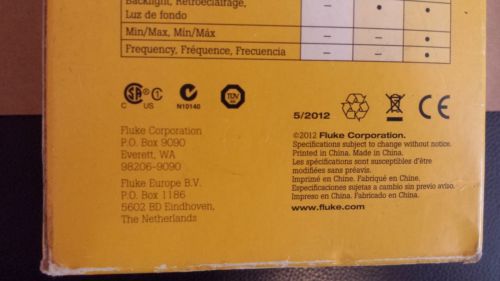 Backlight, Rétroéclairage,
Luz de fondo
– • •
Min/Max, Mín/Máx
– – •
Frequency, Fréquence, Frecuencia
– – •
SA
C US
N10140
TÜV
5/2012
CE
Fluke Corporation
P.O. Box 9090
Everett, WA
98206-9090
Fluke Europe B.V.
P.O. Box 1186
5602 BD Eindhoven,
The Netherlands
©2012 Fluke Corporation.
Specifications subject to change without notice.
Printed in China. Made in China.
Les spécifications sont susceptibles d'être
modifiées sans préavis.
Imprimé en Chine. Fabriqué en Chine.
Especificaciones sujetas a cambio sin previo aviso.
Impreso en China. Fabricado en China.
www.fluke.com